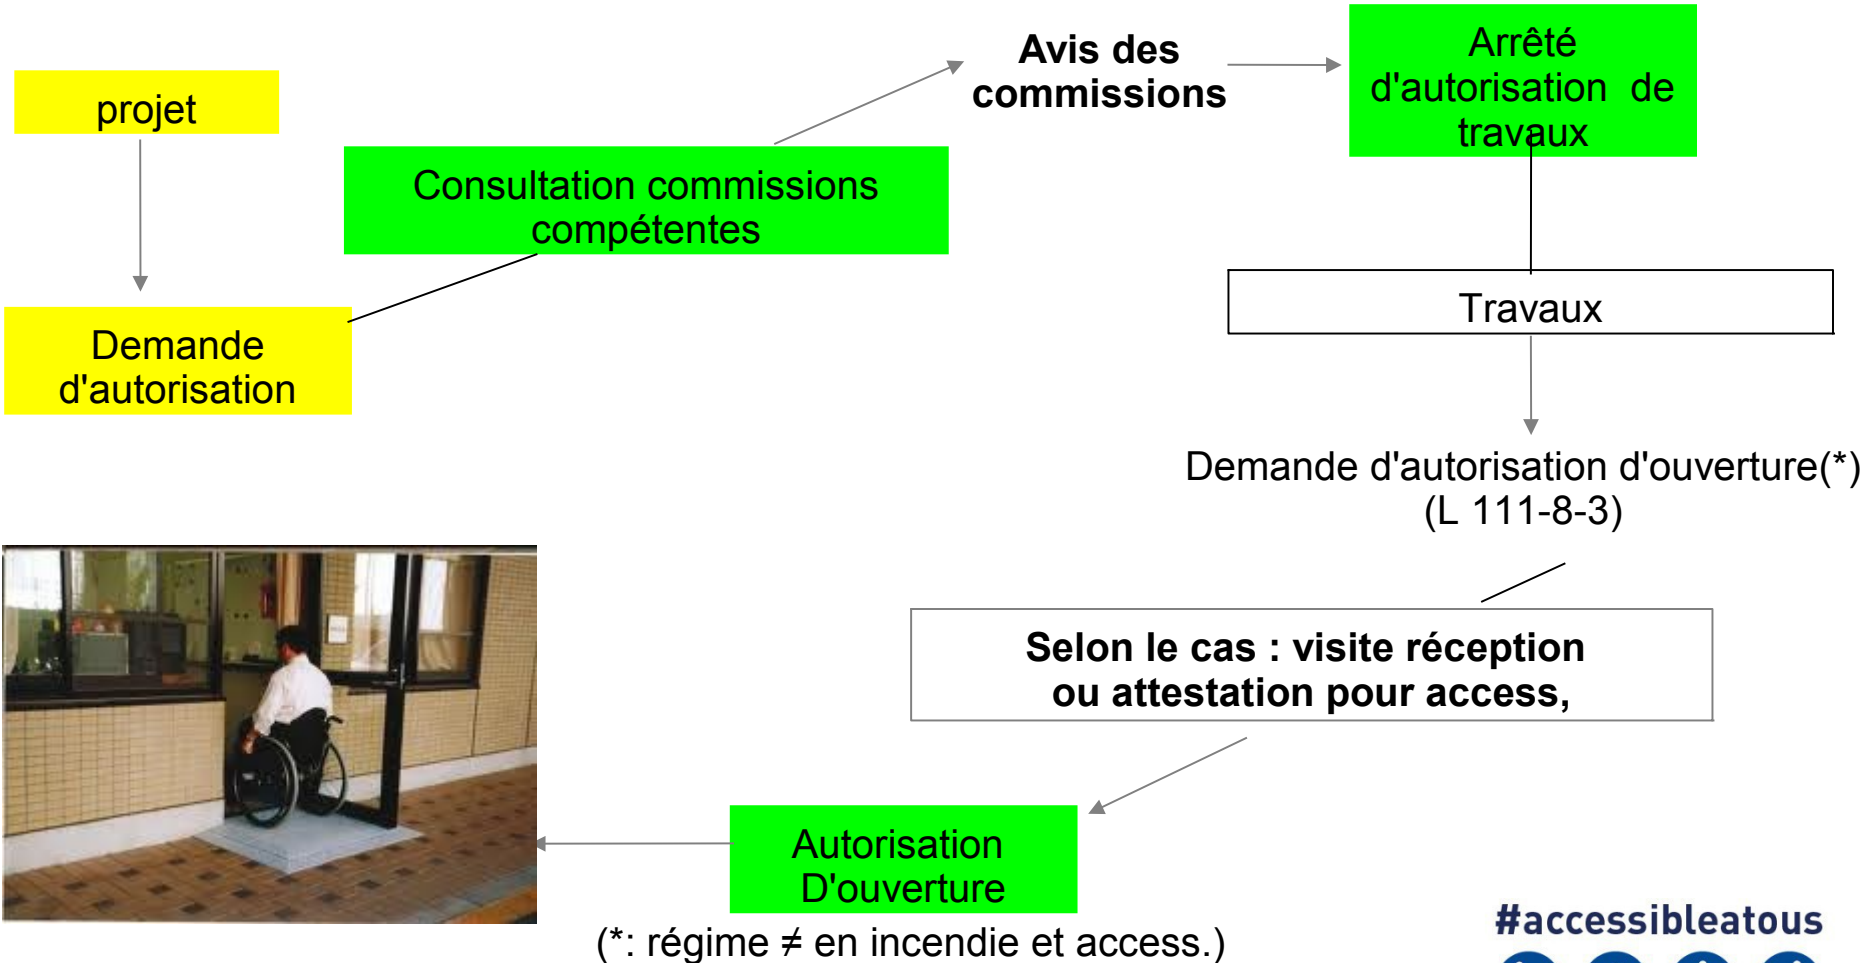 projet
Demande
d'autorisation
Consultation commissions
compétentes
Avis des
commissions
Arrêté
d'autorisation de
travaux
Travaux
Demande d'autorisation d'ouverture(*)
(L 111-8-3)
Selon le cas : visite réception
ou attestation pour access,
Autorisation
D'ouverture
(*: régime ≠ en incendie et access.)
#accessibleatous